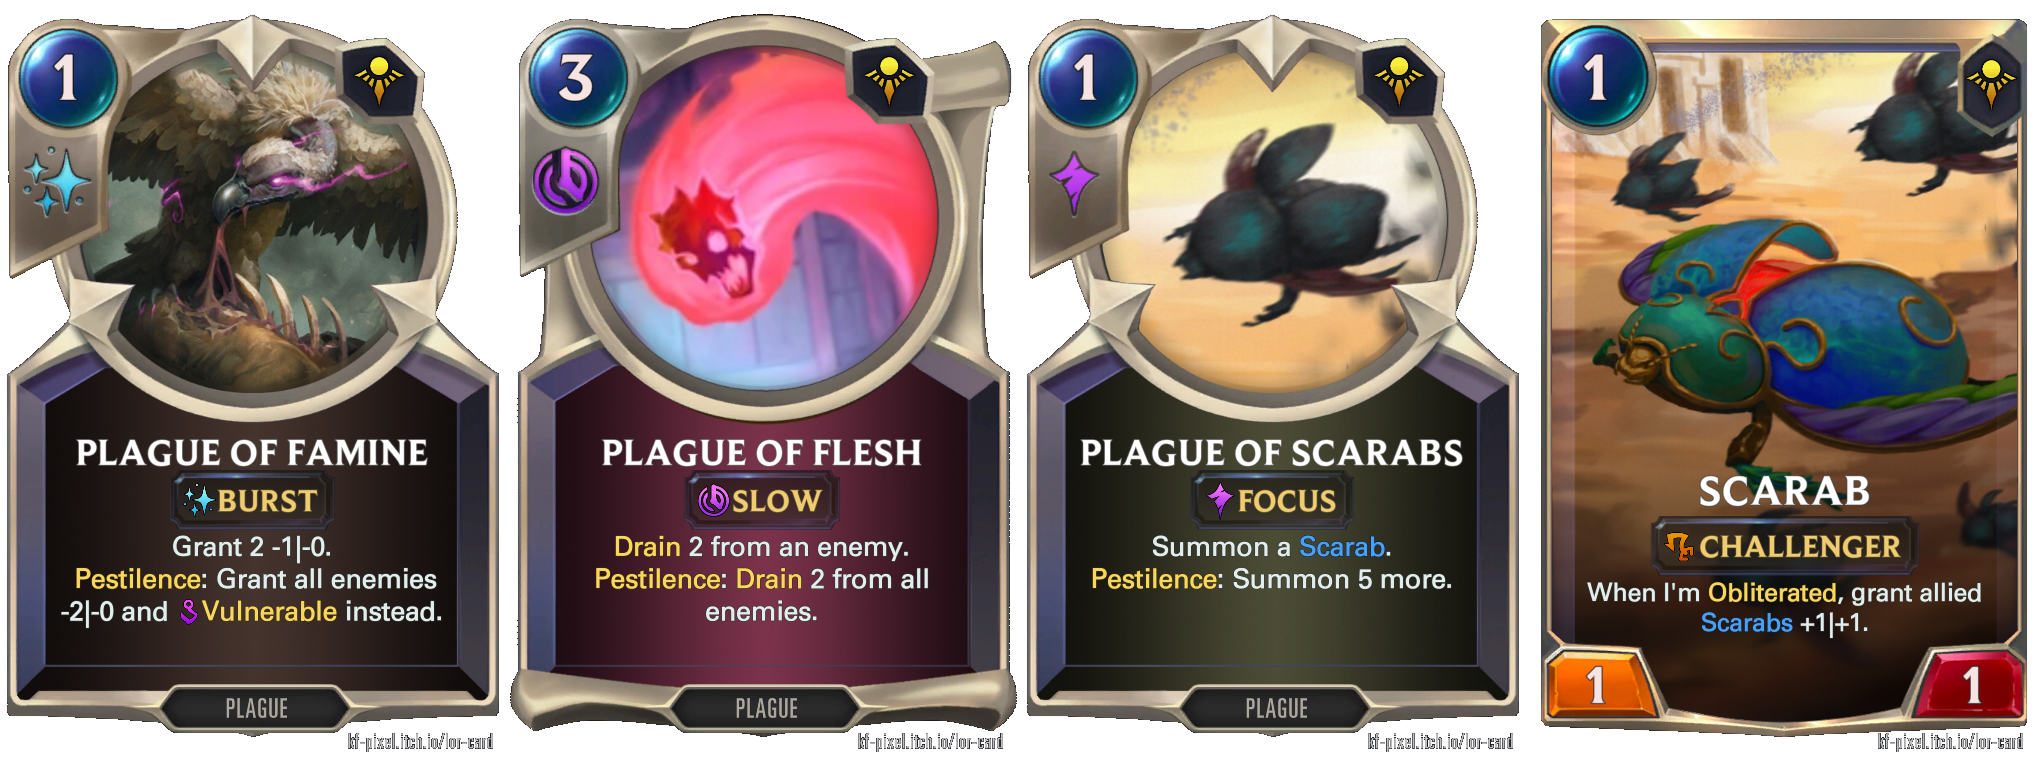 1
PLAGUE OF FAMINE
BURST
Grant 2 -1|-0.
Pestilence: Grant all enemies
-2|-0 and Vulnerable instead.
PLAGUE
kf-pixel.itch.io/lor-card
3
PLAGUE OF FLESH
SLOW
Drain 2 from an enemy.
Pestilence: Drain 2 from all
enemies.
PLAGUE
kf-pixel.itch.io/lor-card
1
PLAGUE OF SCARABS
FOCUS
Summon a Scarab.
Pestilence: Summon 5 more.
PLAGUE
kf-pixel.itch.io/lor-card
1
SCARAB
CHALLENGER
When I'm Obliterated, grant allied
Scarabs +1|+1.
1
1
kf-pixel.itch.io/lor-card